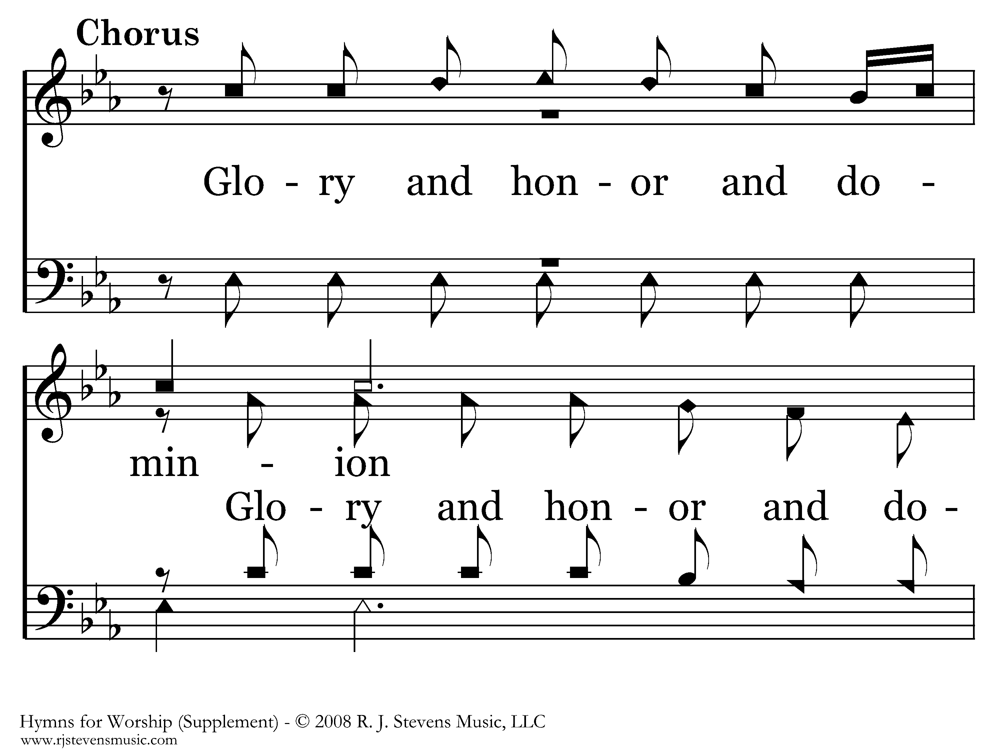 Chorus
Glo - ry and hon - or and do -
min - ion
Glo - ry and hon - or and do -
Hymns for Worship (Supplement) - © 2008 R. J. Stevens Music, LLC
www.rjstevensmusic.com